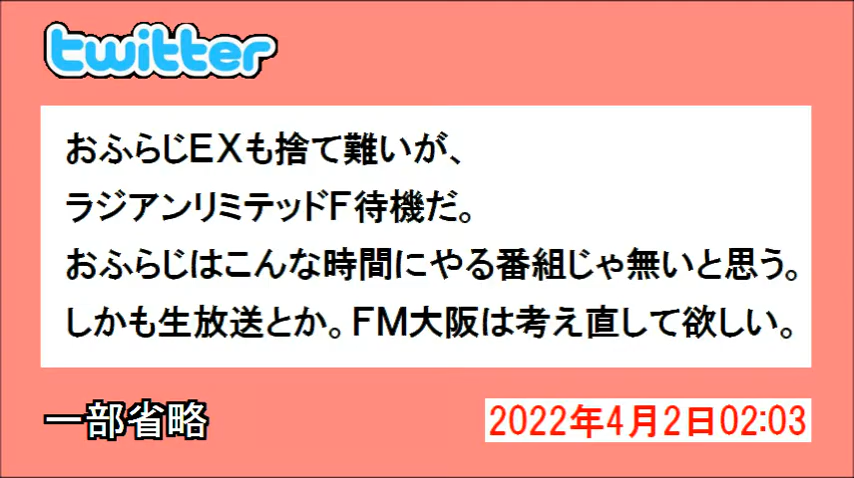 twitter
おふらじEXも捨て難いが、
ラジアンリミテッドF待機だ。
おふらじはこんな時間にやる番組じゃ無いと思う。
しかも生放送とか。FM大阪は考え直して欲しい。
一部省略
2022年4月2日02:03